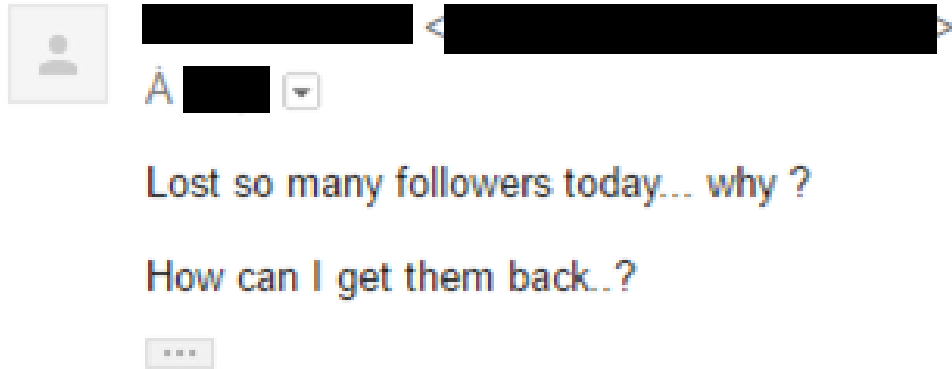 < >
À
Lost so many followers today... why ?
How can I get them back..?
...